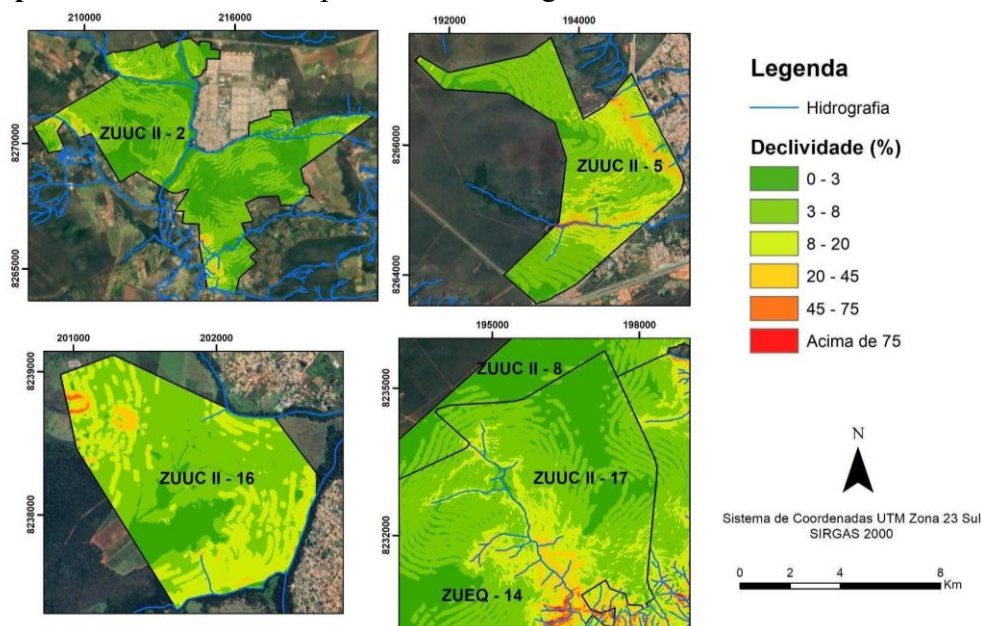 210000 216000
8270000
8265000
ZUUC II - 2
192000 194000
8266000
8264000
ZUUC II - 5
201000 202000
8239000
8238000
ZUUC II - 16
195000 198000
8235000
8232000
ZUUC II - 8
ZUUC II - 17
ZUEQ - 14
Legenda
Hidrografia
Declividade (%)
0 - 3
3 - 8
8 - 20
20 - 45
45 - 75
Acima de 75
N
Sistema de Coordenadas UTM Zona 23 Sul
SIRGAS 2000
0 2 4 8
Km